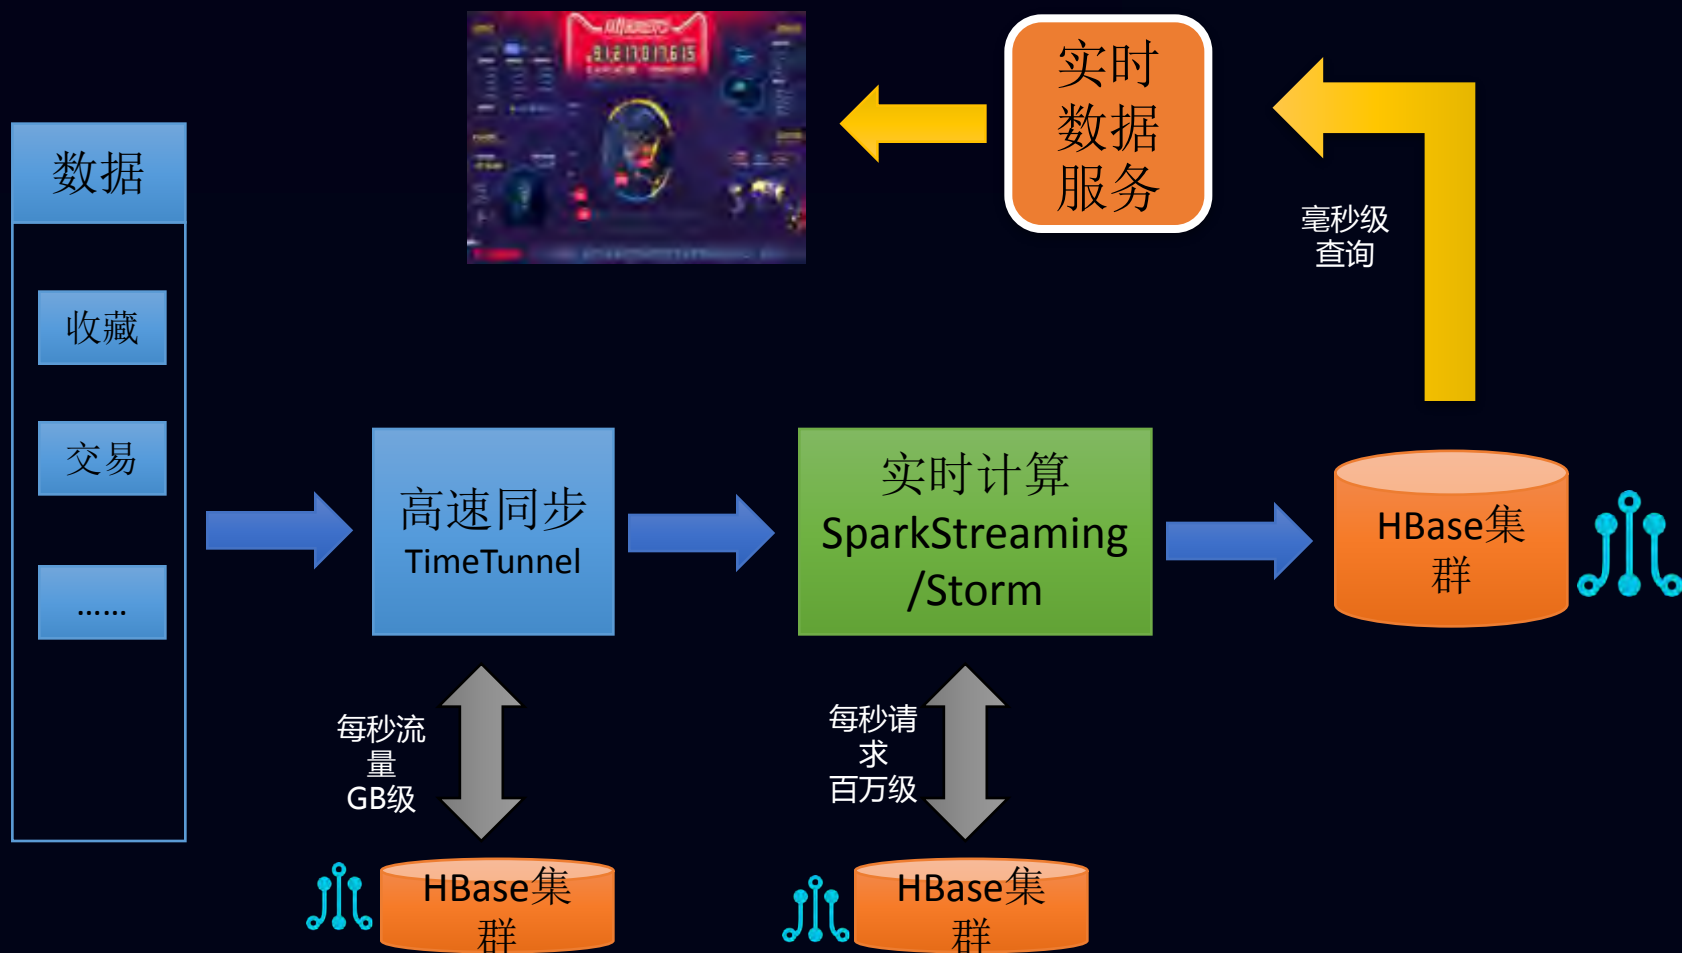 数据
收藏
交易
......
实时
数据
服务
毫秒级
查询
高速同步
TimeTunnel
实时计算
SparkStreaming
/Storm
HBase集
群
每秒流
量
GB级
每秒请
求
百万级
HBase集
群
HBase集
群